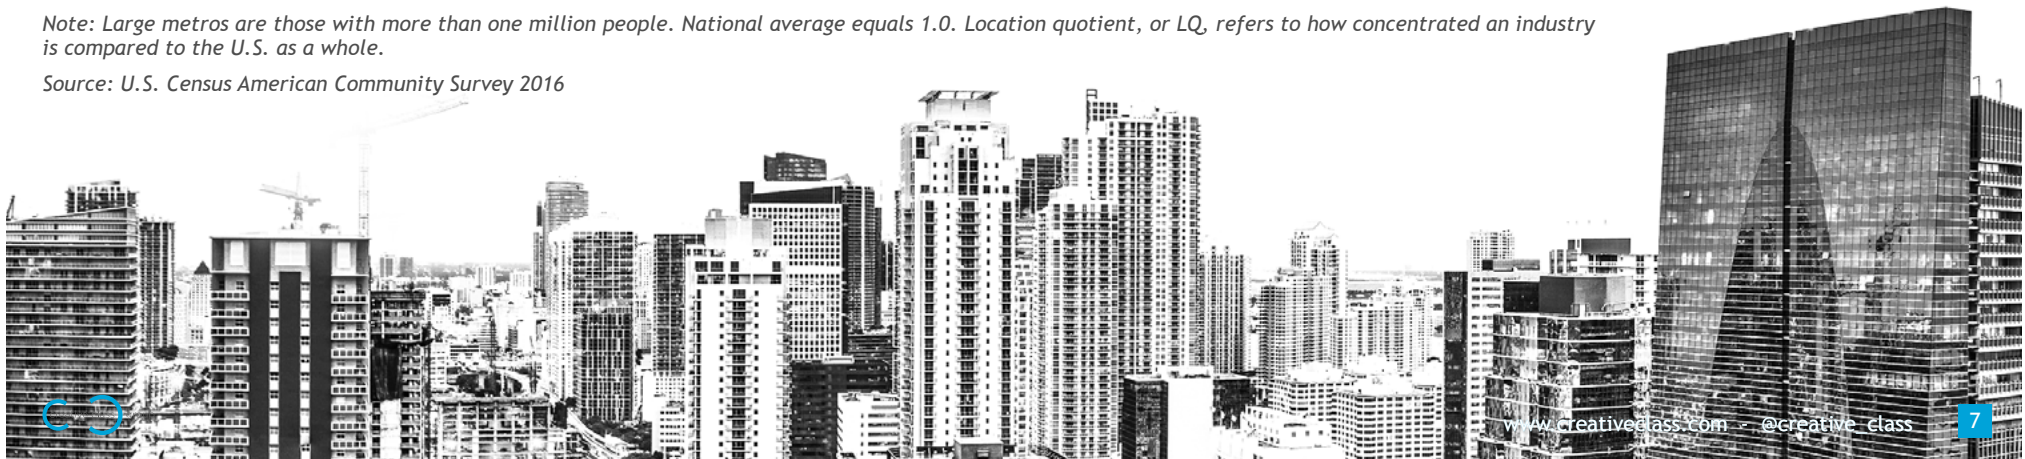 Note: Large metros are those with more than one million people. National average equals 1.0. Location quotient, or LQ, refers to how concentrated an industry
is compared to the U.S. as a whole.
Source: U.S. Census American Community Survey 2016
www.creativeclass.com - @creative_class
7